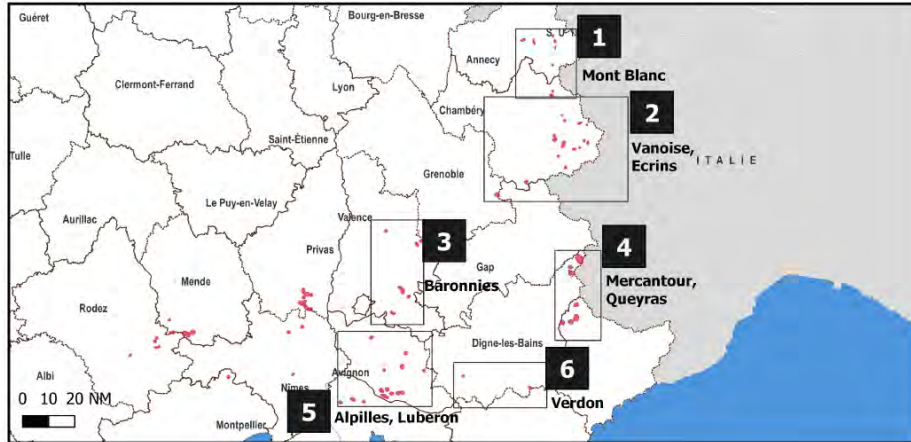 Guéret
Bourg-en-Bresse
S U
Annecy
1
Mont Blanc
Clermont-Ferrand
Lyon
Chambéry
2
Saint-Étienne
Vanoise,
Ecrins
ITALIE
Tulle
Grenoble
Le Puy-en-Velay
Aurillac
Valence
3
4
Privas
Mende
Gap
Mercantour,
Queyras
Baronnies
Rodez
Digne-les-Bains
6
Albi
Avignon
Nîmes
0 10 20 NM
5
Alpilles, Luberon
Verdon
Montpellier